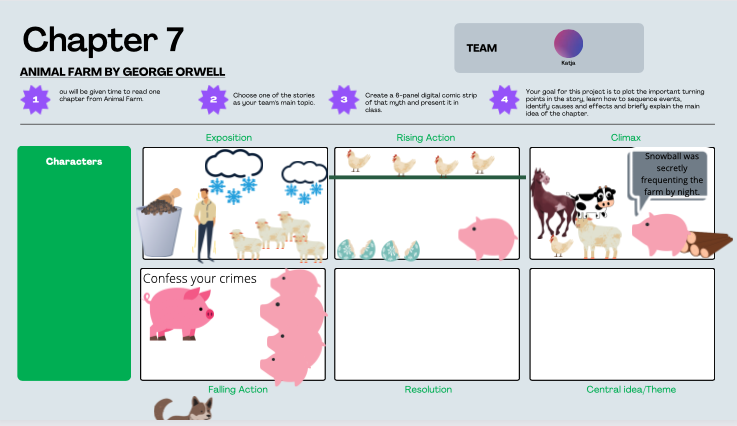 Chapter 7
TEAM
Katja
ANIMAL FARM BY GEORGE ORWELL
1
ou will be given time to read one
chapter from Animal Farm.
2
Choose one of the stories
as your team's main topic.
3
Create a 6-panel digital comic strip
of that myth and present it in
class.
4
Your goal for this project is to plot the important turning
points in the story, learn how to sequence events,
identify causes and effects and briefly explain the main
idea of the chapter.
Exposition
Rising Action
Climax
Characters
Snowball was
secretly
frequenting the
farm by night.
Confess your crimes
Falling Action
Resolution
Central idea/Theme